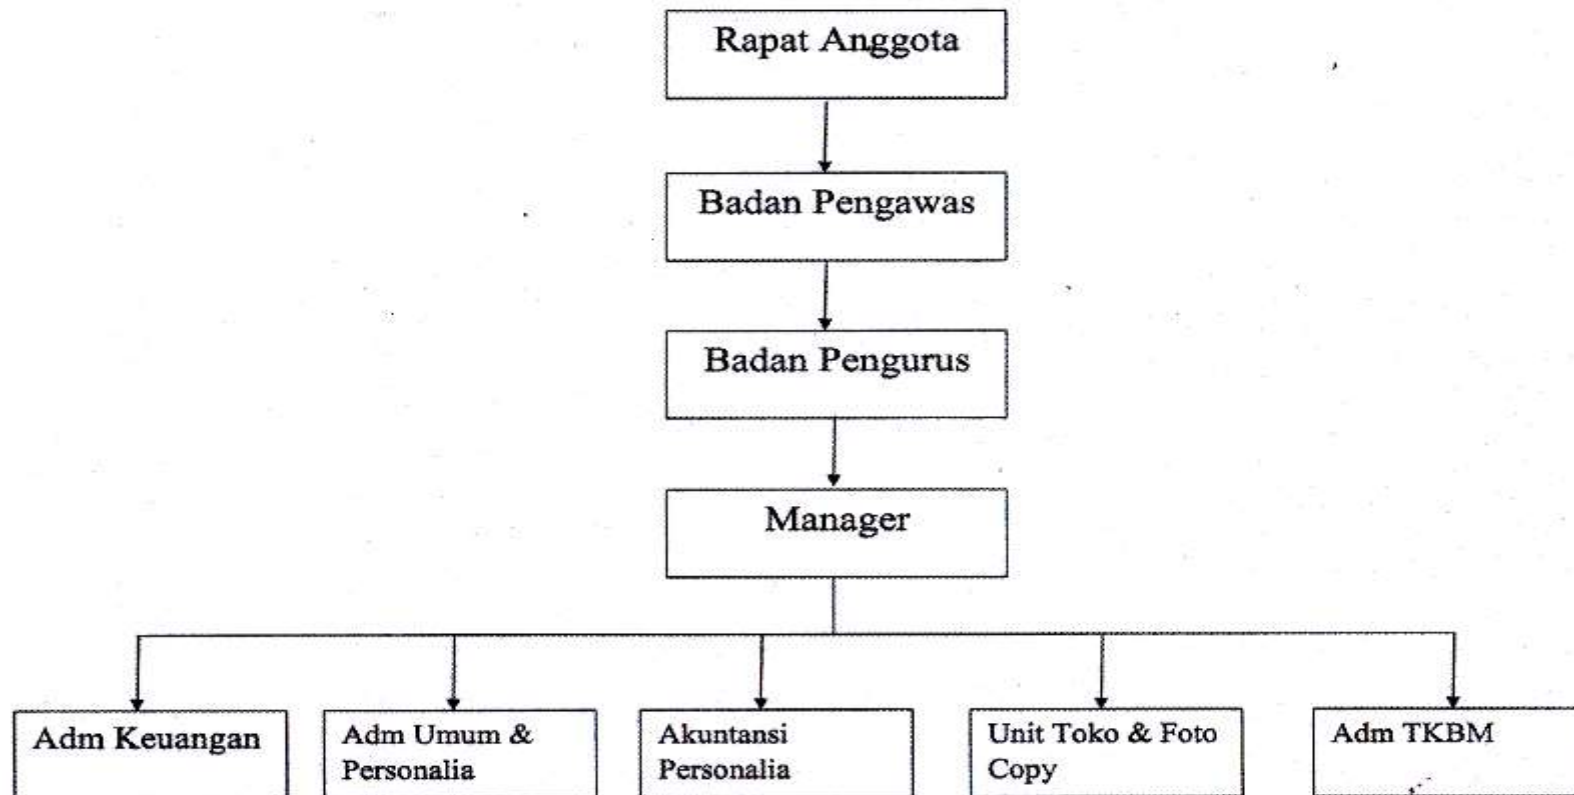 Rapat Anggota
Badan Pengawas
Badan Pengurus
Manager
Adm Keuangan
Adm Umum &
Personalia
Akuntansi
Personalia
Unit Toko & Foto
Copy
Adm TKBM